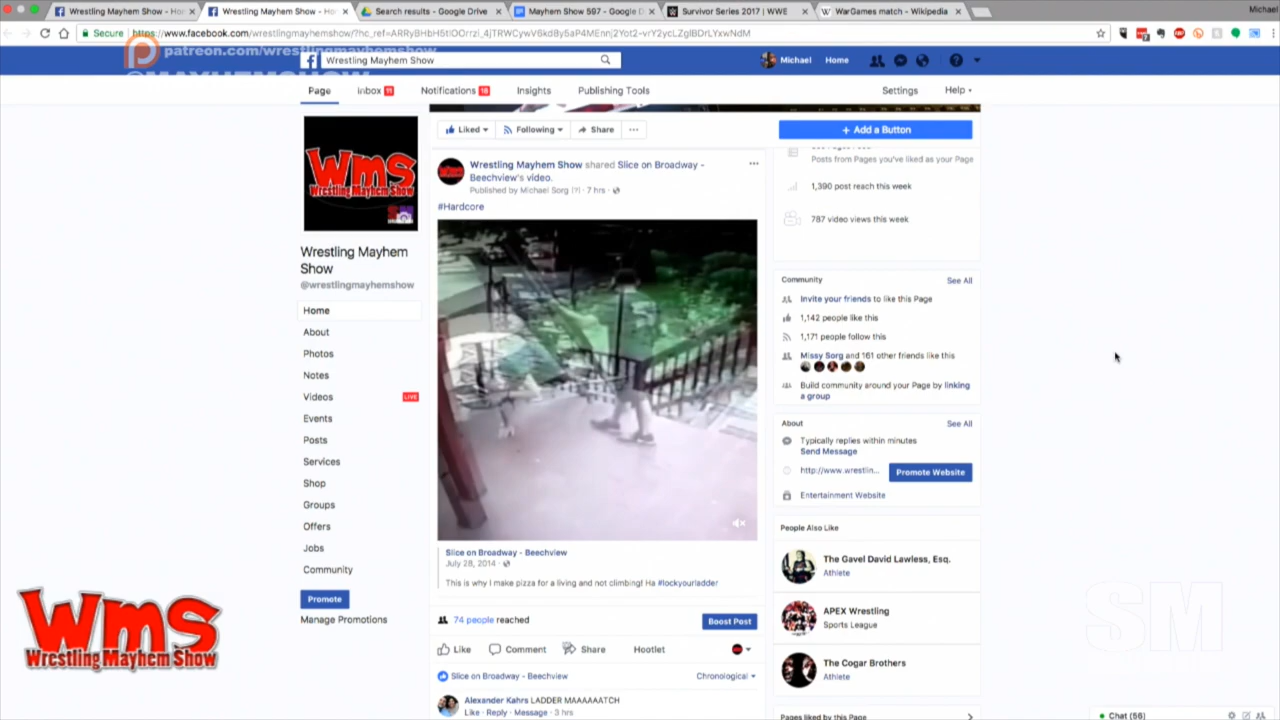 Michael
Wrestling Mayhem Show - Ho
Wrestling Mayhem Show - Ho
Search results - Google Drive
Mayhem Show 597 - Google D
Survivor Series 2017 | WWE
WarGames match - Wikipedia
Secure
patreon.com/wrestlingmayhemshow
@MAYHEMSHOW
Wrestling Mayhem Show
Michael
Home
Page
Inbox 11
Notifications 18
Insights
Publishing Tools
Settings
Help
Liked
Following
Share
+ Add a Button
wms
Wrestling Mayhem Show
Wrestling Mayhem
Show
@wrestlingmayhemshow
Home
About
Photos
Notes
Videos
LIVE
Events
Posts
Services
Shop
Groups
Offers
Jobs
Community
Promote
Manage Promotions
Wrestling Mayhem Show shared Slice on Broadway -
Beechview's video.
Published by Michael Sorg [?] · 7 hrs ·
#Hardcore
Slice on Broadway - Beechview
July 28, 2014 ·
This is why I make pizza for a living and not climbing! Ha #lockyourladder
74 people reached
Boost Post
Like
Comment
Share
Hootlet
Slice on Broadway - Beechview
Chronological
Alexander Kahrs LADDER MAAAAAATCH
Like · Reply · Message · 3 hrs
Posts from Pages you've liked as your Page
1,390 post reach this week
787 video views this week
Community
See All
Invite your friends to like this Page
1,142 people like this
1,171 people follow this
Missy Sorg and 161 other friends like this
Build community around your Page by linking
a group
About
See All
Typically replies within minutes
Send Message
http://www.wrestlin...
Promote Website
Entertainment Website
People Also Like
The Gavel David Lawless, Esq.
Athlete
APEX Wrestling
Sports League
The Cogar Brothers
Athlete
Pages liked by this Page
Chat (56)
wms
Wrestling Mayhem Show
SM